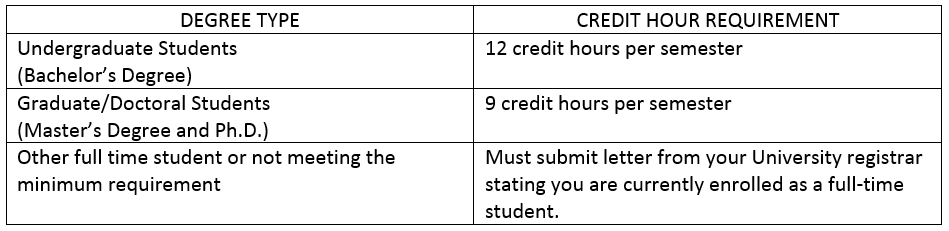 DEGREE TYPE
CREDIT HOUR REQUIREMENT
Undergraduate Students
(Bachelor’s Degree)
12 credit hours per semester
Graduate/Doctoral Students
(Master’s Degree and Ph.D.)
9 credit hours per semester
Other full time student or not meeting the
minimum requirement
Must submit letter from your University registrar
stating you are currently enrolled as a full-time
student.